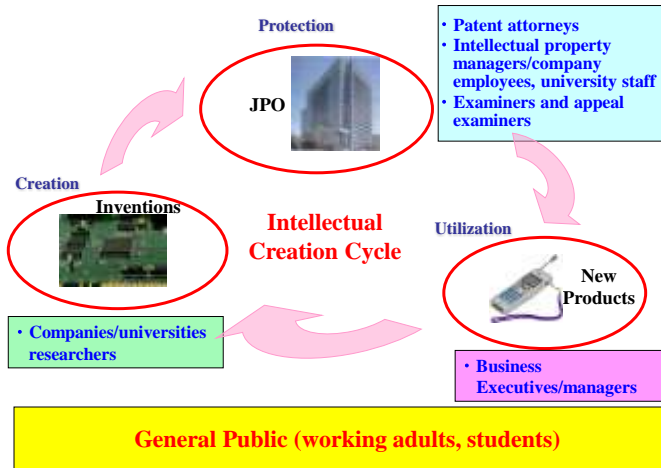 Protection
JPO
・Patent attorneys
・Intellectual property
managers/company
employees, university staff
・Examiners and appeal
examiners
Creation
Inventions
Intellectual
Creation Cycle
Utilization
New
Products
・Companies/universities
researchers
・Business
Executives/managers
General Public (working adults, students)